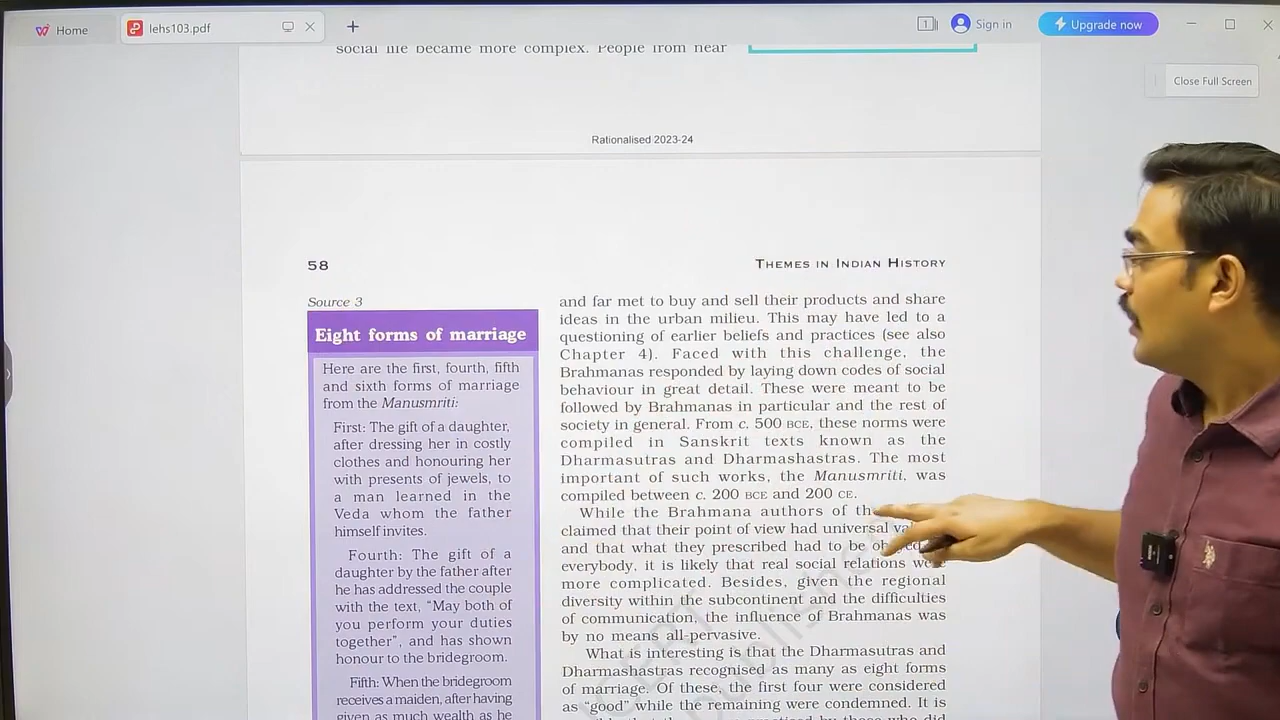 Home
lehs103.pdf
1
Sign in
Upgrade now
social life became more complex. People from near
Close Full Screen
Rationalised 2023-24
58
THEMES IN INDIAN HISTORY
Source 3
Eight forms of marriage
Here are the first, fourth, fifth
and sixth forms of marriage
from the Manusmriti:
First: The gift of a daughter,
after dressing her in costly
clothes and honouring her
with presents of jewels, to
a man learned in the
Veda whom the father
himself invites.
Fourth: The gift of a
daughter by the father after
he has addressed the couple
with the text, “May both of
you perform your duties
together”, and has shown
honour to the bridegroom.
Fifth: When the bridegroom
receives a maiden, after having
given as much wealth as he
and far met to buy and sell their products and share
ideas in the urban milieu. This may have led to a
questioning of earlier beliefs and practices (see also
Chapter 4). Faced with this challenge, the
Brahmanas responded by laying down codes of social
behaviour in great detail. These were meant to be
followed by Brahmanas in particular and the rest of
society in general. From c. 500 BCE, these norms were
compiled in Sanskrit texts known as the
Dharmasutras and Dharmashastras. The most
important of such works, the Manusmriti, was
compiled between c. 200 BCE and 200 CE.
While the Brahmana authors of
claimed that their point of view had universal
and that what they prescribed had to be
everybody, it is likely that real social relations were
more complicated. Besides, given the regional
diversity within the subcontinent and the difficulties
of communication, the influence of Brahmanas was
by no means all-pervasive.
What is interesting is that the Dharmasutras and
Dharmashastras recognised as many as eight forms
of marriage. Of these, the first four were considered
as “good” while the remaining were condemned. It is